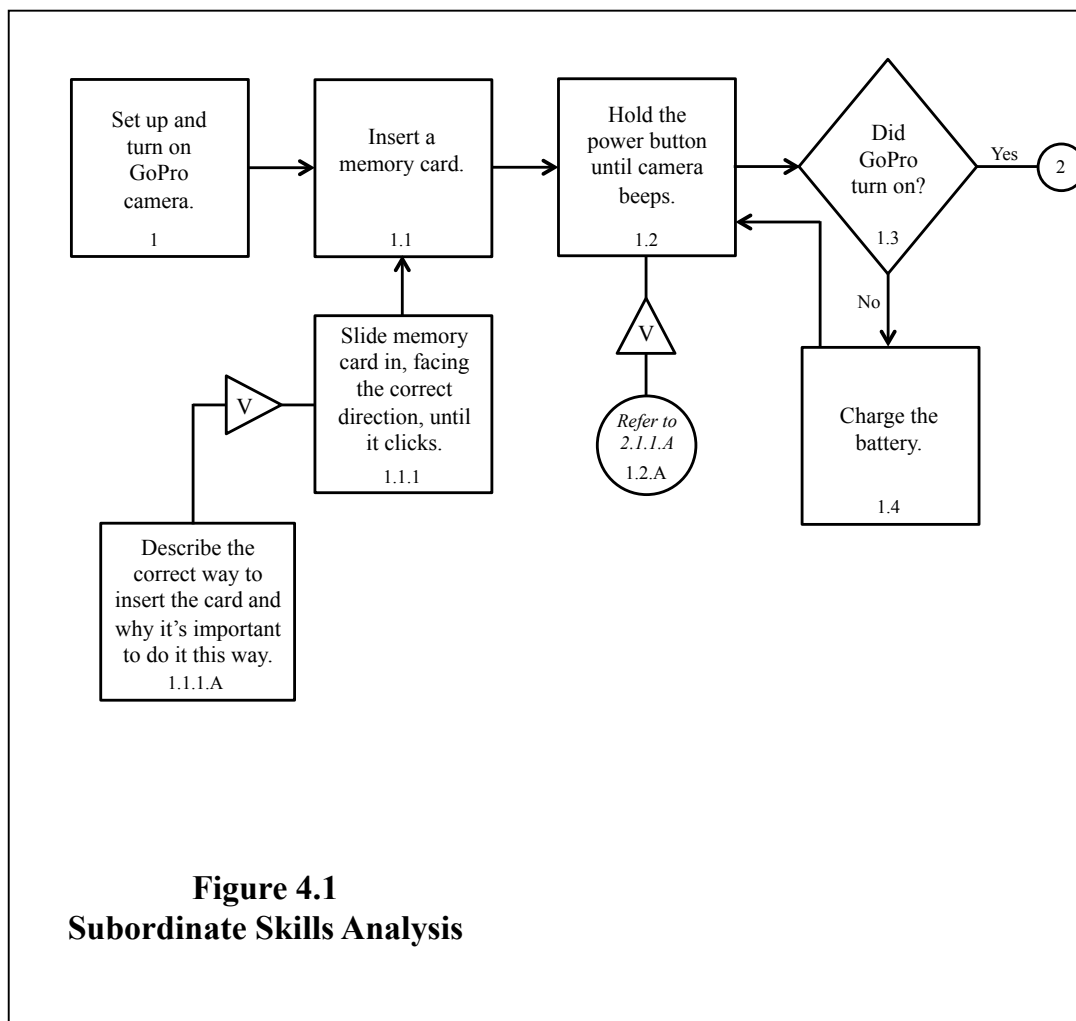 Set up and
turn on
GoPro
camera.
1
Insert a
memory card.
1.1
Hold the
power button
until camera
beeps.
1.2
Did
GoPro
turn on?
1.3
Yes
2
No
Slide memory
card in, facing
the correct
direction, until
it clicks.
1.1.1
V
V
Refer to
2.1.1.A
1.2.A
Charge the
battery.
1.4
Describe the
correct way to
insert the card and
why it’s important
to do it this way.
1.1.1.A
Figure 4.1
Subordinate Skills Analysis